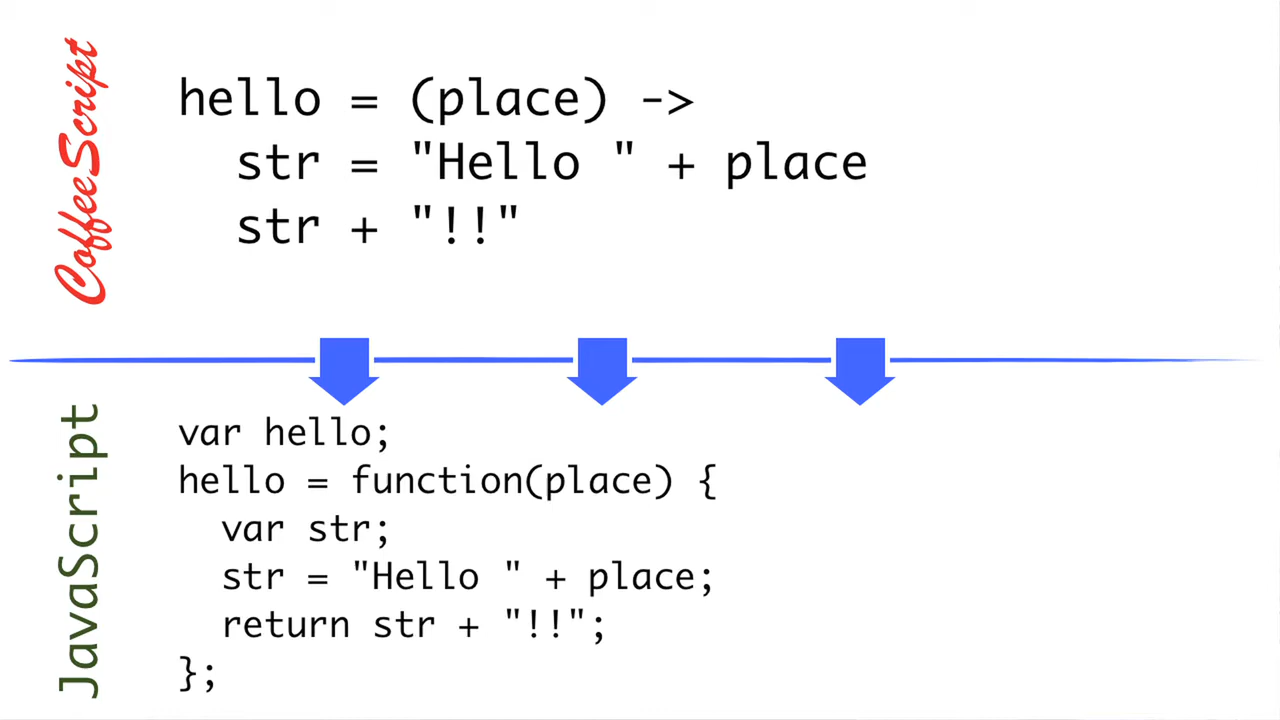 CoffeeScript
hello = (place) ->
  str = "Hello " + place
  str + "!!"
JavaScript
var hello;
hello = function(place) {
  var str;
  str = "Hello " + place;
  return str + "!!";
};